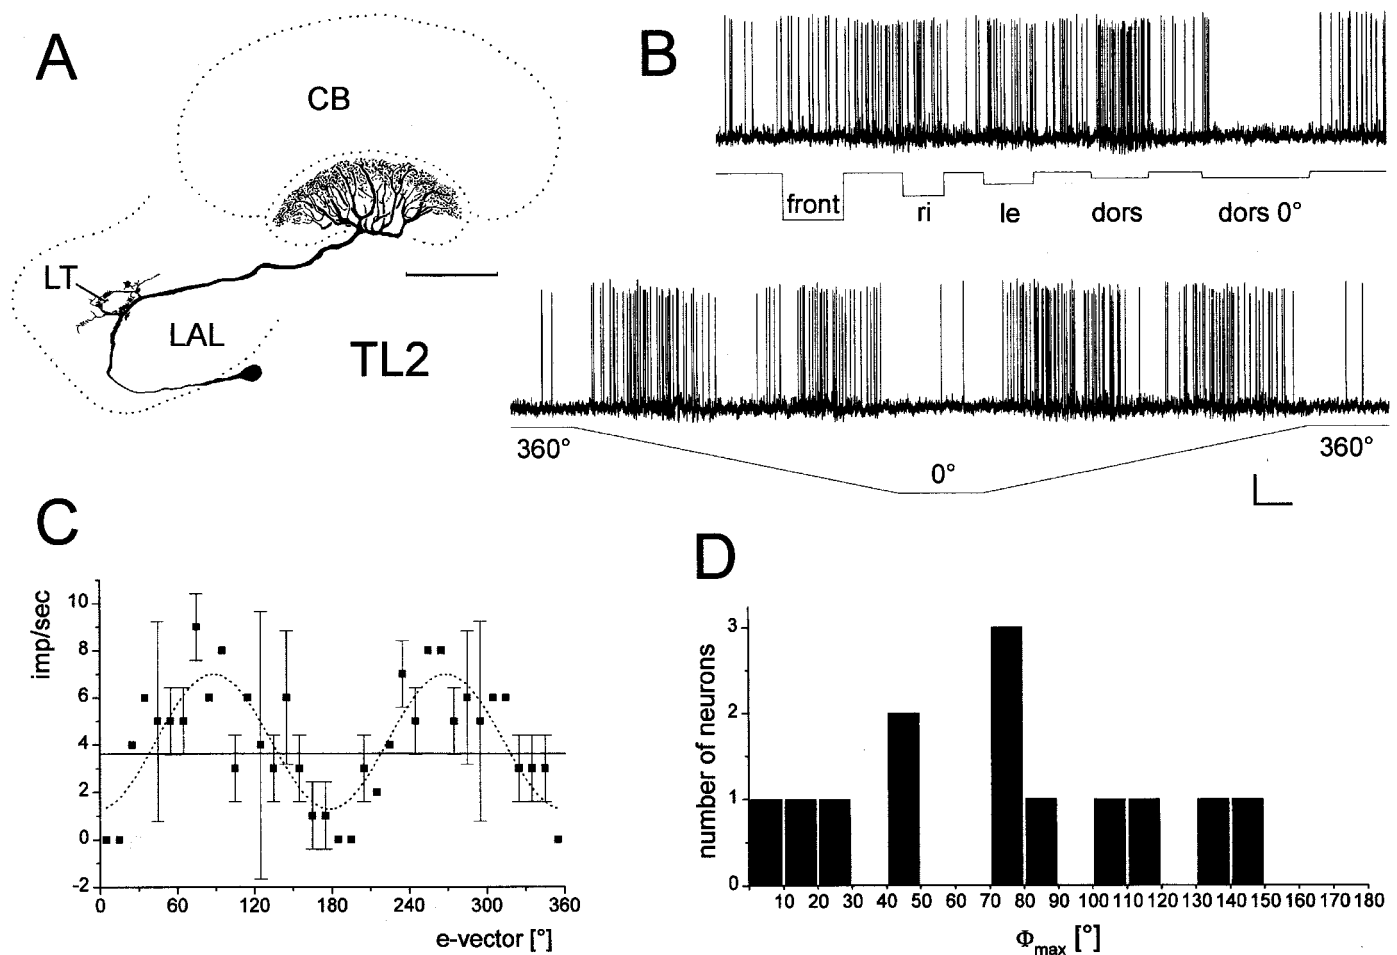 A
CB
LT
LAL
TL2
B
front
ri
le
dors
dors 0°
360°
0°
360°
C
imp/sec
10
8
6
4
2
0
-2
0 60 120 180 240 300 360
e-vector [°]
D
number of neurons
3
2
1
0
10 20 30 40 50 60 70 80 90 100 110 120 130 140 150 160 170 180
Φmax [°]